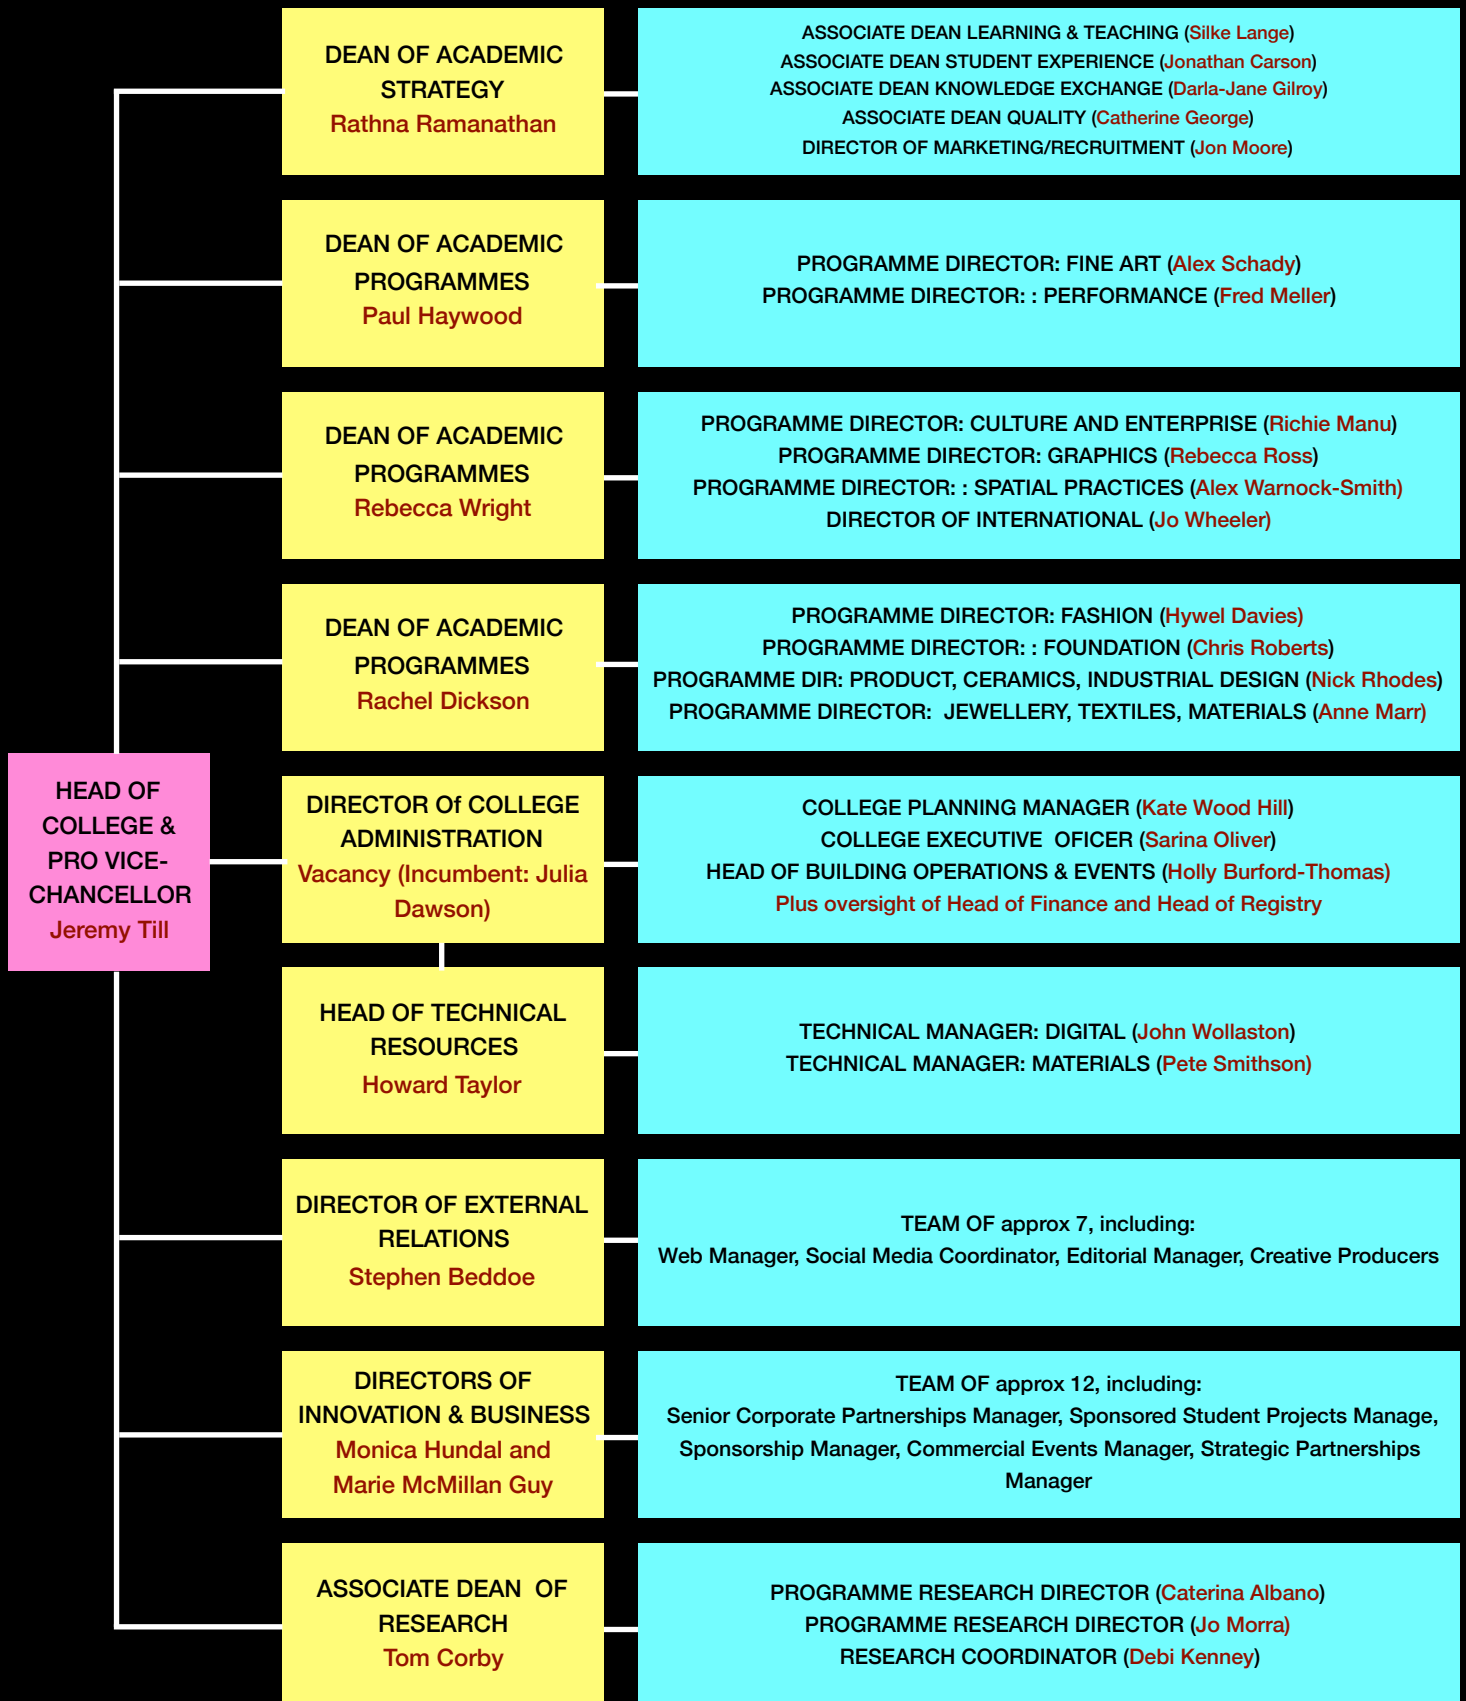 DEAN OF ACADEMIC
STRATEGY
Rathna Ramanathan
ASSOCIATE DEAN LEARNING & TEACHING (Silke Lange)
ASSOCIATE DEAN STUDENT EXPERIENCE (Jonathan Carson)
ASSOCIATE DEAN KNOWLEDGE EXCHANGE (Darla-Jane Gilroy)
ASSOCIATE DEAN QUALITY (Catherine George)
DIRECTOR OF MARKETING/RECRUITMENT (Jon Moore)
DEAN OF ACADEMIC
PROGRAMMES
Paul Haywood
PROGRAMME DIRECTOR: FINE ART (Alex Schady)
PROGRAMME DIRECTOR: : PERFORMANCE (Fred Meller)
DEAN OF ACADEMIC
PROGRAMMES
Rebecca Wright
PROGRAMME DIRECTOR: CULTURE AND ENTERPRISE (Richie Manu)
PROGRAMME DIRECTOR: GRAPHICS (Rebecca Ross)
PROGRAMME DIRECTOR: : SPATIAL PRACTICES (Alex Warnock-Smith)
DIRECTOR OF INTERNATIONAL (Jo Wheeler)
DEAN OF ACADEMIC
PROGRAMMES
Rachel Dickson
PROGRAMME DIRECTOR: FASHION (Hywel Davies)
PROGRAMME DIRECTOR: : FOUNDATION (Chris Roberts)
PROGRAMME DIR: PRODUCT, CERAMICS, INDUSTRIAL DESIGN (Nick Rhodes)
PROGRAMME DIRECTOR:  JEWELLERY, TEXTILES, MATERIALS (Anne Marr)
HEAD OF
COLLEGE &
PRO VICE-
CHANCELLOR
Jeremy Till
DIRECTOR Of COLLEGE
ADMINISTRATION
Vacancy (Incumbent: Julia
Dawson)
COLLEGE PLANNING MANAGER (Kate Wood Hill)
COLLEGE EXECUTIVE  OFICER (Sarina Oliver)
HEAD OF BUILDING OPERATIONS & EVENTS (Holly Burford-Thomas)
Plus oversight of Head of Finance and Head of Registry
HEAD OF TECHNICAL
RESOURCES
Howard Taylor
TECHNICAL MANAGER: DIGITAL (John Wollaston)
TECHNICAL MANAGER: MATERIALS (Pete Smithson)
DIRECTOR OF EXTERNAL
RELATIONS
Stephen Beddoe
TEAM OF approx 7, including:
Web Manager, Social Media Coordinator, Editorial Manager, Creative Producers
DIRECTORS OF
INNOVATION & BUSINESS
Monica Hundal and
Marie McMillan Guy
TEAM OF approx 12, including:
Senior Corporate Partnerships Manager, Sponsored Student Projects Manage,
Sponsorship Manager, Commercial Events Manager, Strategic Partnerships
Manager
ASSOCIATE DEAN  OF
RESEARCH
Tom Corby
PROGRAMME RESEARCH DIRECTOR (Caterina Albano)
PROGRAMME RESEARCH DIRECTOR (Jo Morra)
RESEARCH COORDINATOR (Debi Kenney)